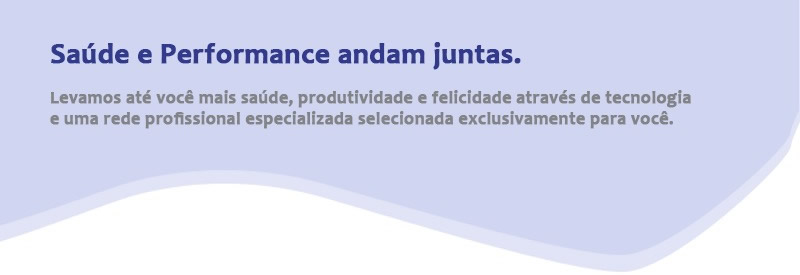 Saúde e Performance andam juntas.
Levamos até você mais saúde, produtividade e felicidade através de tecnologia
e uma rede profissional especializada selecionada exclusivamente para você.